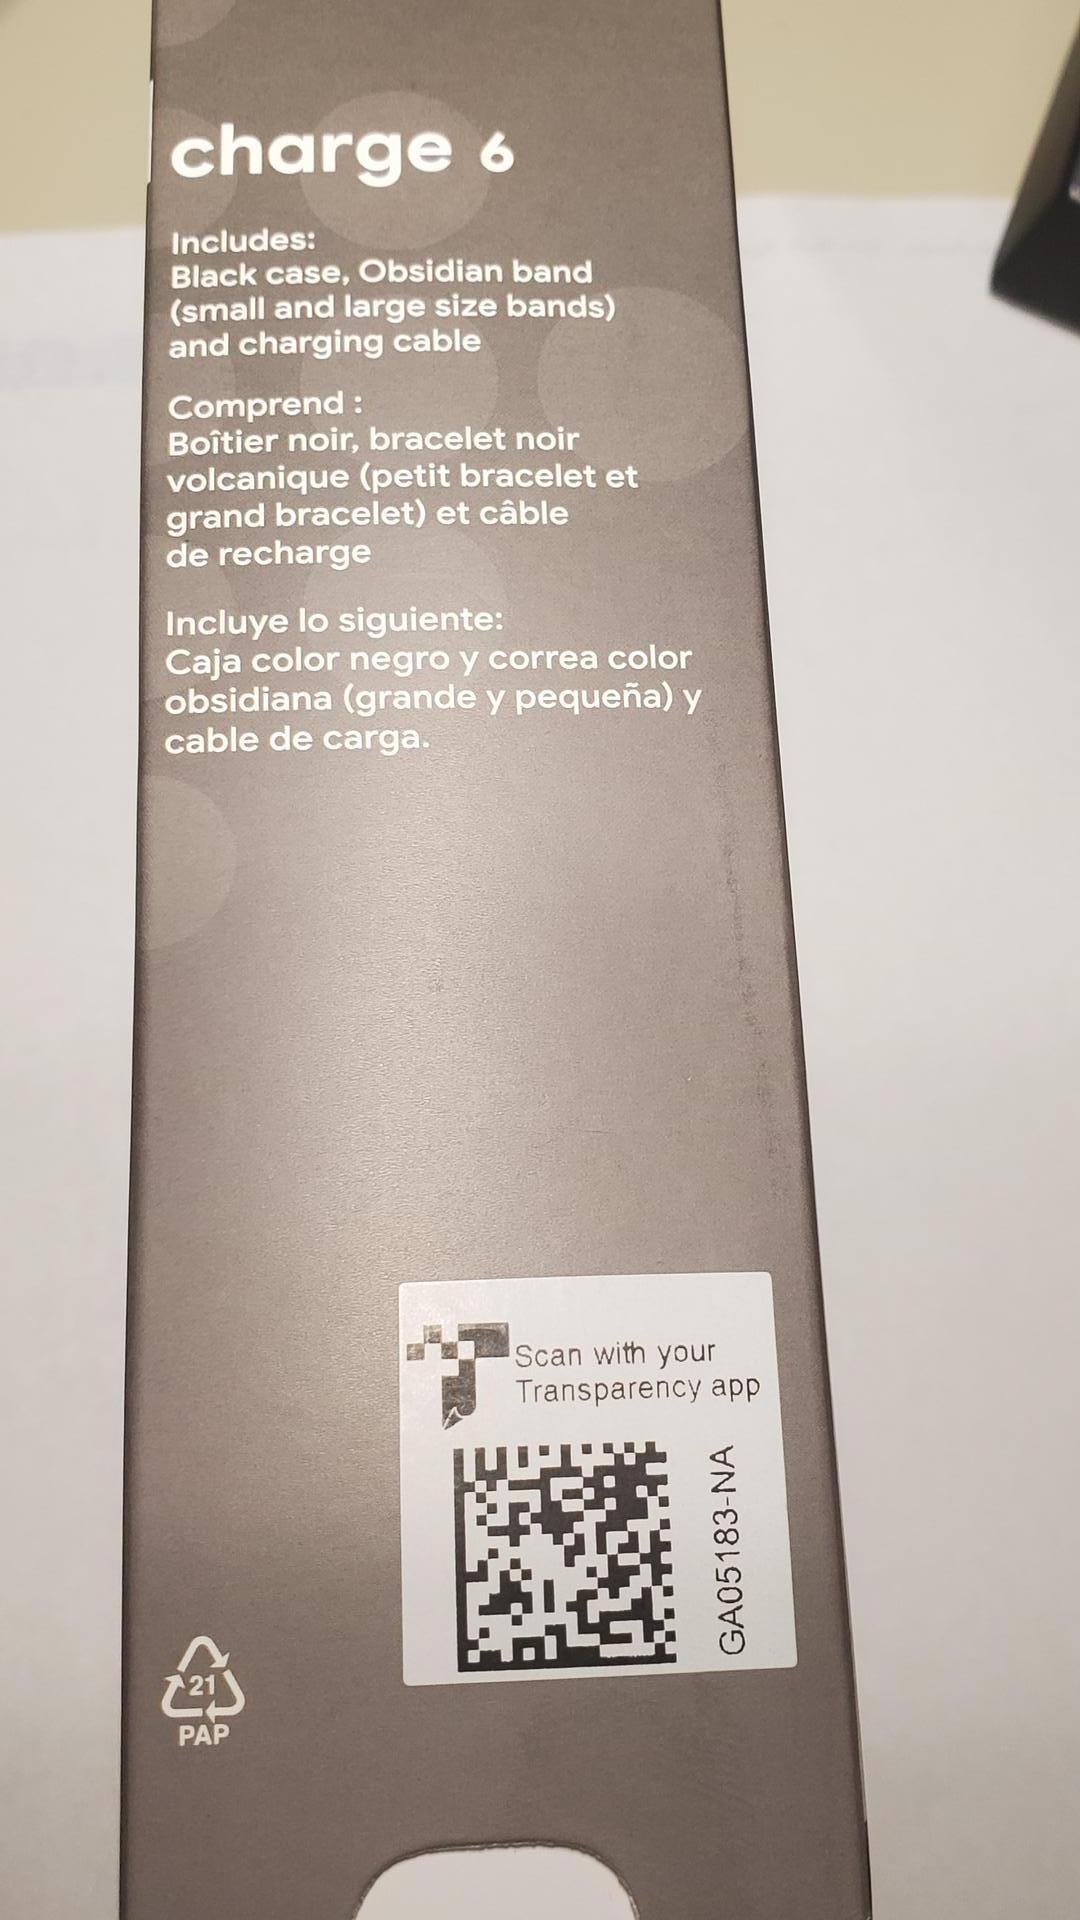 charge 6
Includes:
Black case, Obsidian band
(small and large size bands)
and charging cable
Comprend :
Boîtier noir, bracelet noir
volcanique (petit bracelet et
grand bracelet) et câble
de recharge
Incluye lo siguiente:
Caja color negro y correa color
obsidiana (grande y pequeña) y
cable de carga.
Scan with your
Transparency app
GA05183-NA
21
PAP